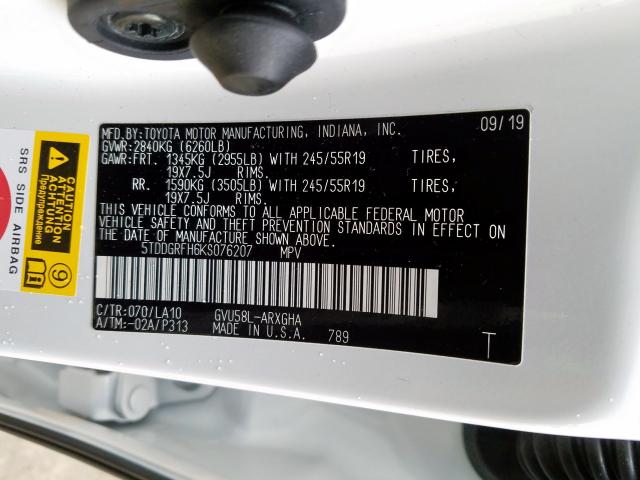 MFD.BY:TOYOTA MOTOR MANUFACTURING, INDIANA, INC. 09/19
GVWR:2840KG (6260LB)
GAWR:FRT. 1345KG (2955LB) WITH 245/55R19 TIRES,
19X7.5J RIMS.
RR. 1590KG (3505LB) WITH 245/55R19 TIRES,
19X7.5J RIMS.
THIS VEHICLE CONFORMS TO ALL APPLICABLE FEDERAL MOTOR
VEHICLE SAFETY AND THEFT PREVENTION STANDARDS IN EFFECT ON
THE DATE OF MANUFACTURE SHOWN ABOVE.
5TDDGRFH6KS076207 MPV
C/TR:070/LA10 GVU58L-ARXGHA
A/TM:-02A/P313 MADE IN U.S.A. 789 T
SRS SIDE AIRBAG
CAUTION
ATTENTION
Предупреждение
9